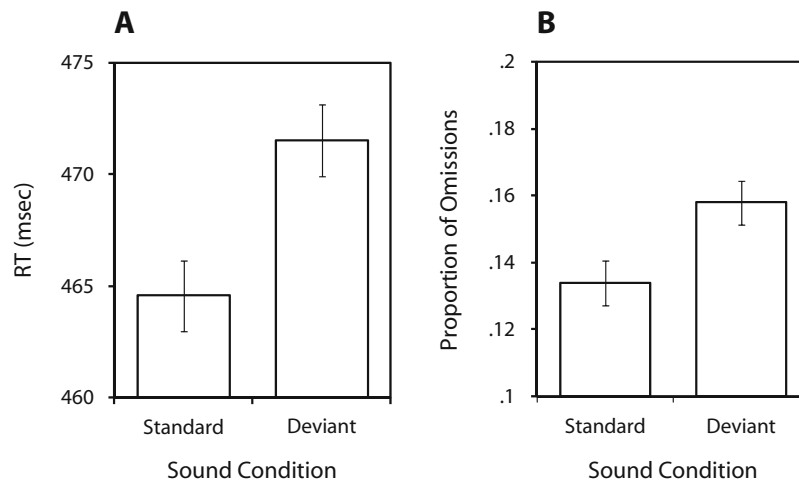 A
475
470
465
460
RT (msec)
Standard
Deviant
Sound Condition
B
.2
.18
.16
.14
.12
.1
Proportion of Omissions
Standard
Deviant
Sound Condition